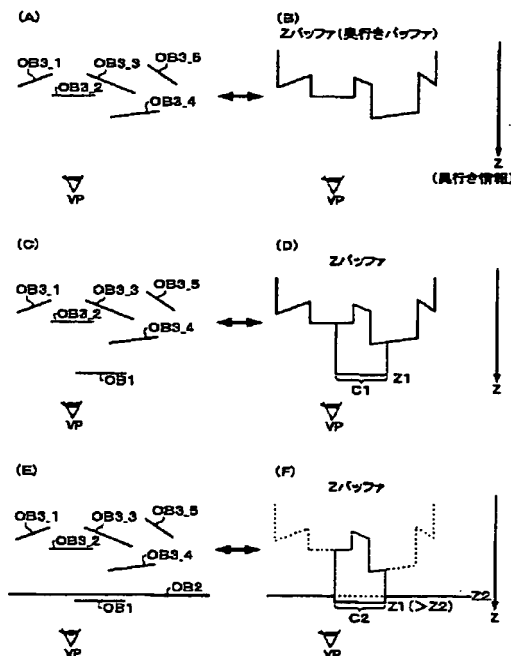 (A)
OB3_1
OB3_3
OB3_5
OB3_2
OB3_4
VP
(B)
Zバッファ(奥行きバッファ)
VP
Z
(奥行き情報)
(C)
OB3_1
OB3_3
OB3_5
OB3_2
OB3_4
OB1
VP
(D)
Zバッファ
Z1
C1
VP
Z
(E)
OB3_1
OB3_3
OB3_5
OB3_2
OB3_4
OB2
OB1
VP
(F)
Zバッファ
Z2
Z1(>Z2)
C2
VP
Z